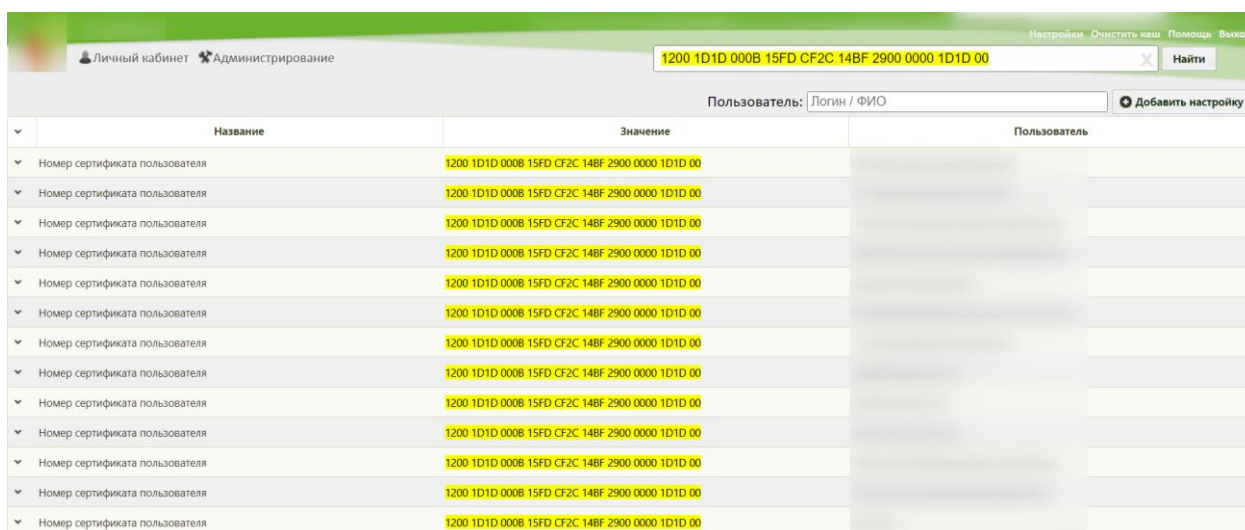 Настройки Очистить кеш Помощь Выхо
Личный кабинет Администрирование 1200 1D1D 000B 15FD CF2C 14BF 2900 0000 1D1D 00 X Найти
Пользователь: Логин / ФИО Добавить настройку
Название Значение Пользователь
Номер сертификата пользователя 1200 1D1D 000B 15FD CF2C 14BF 2900 0000 1D1D 00
Номер сертификата пользователя 1200 1D1D 000B 15FD CF2C 14BF 2900 0000 1D1D 00
Номер сертификата пользователя 1200 1D1D 000B 15FD CF2C 14BF 2900 0000 1D1D 00
Номер сертификата пользователя 1200 1D1D 000B 15FD CF2C 14BF 2900 0000 1D1D 00
Номер сертификата пользователя 1200 1D1D 000B 15FD CF2C 14BF 2900 0000 1D1D 00
Номер сертификата пользователя 1200 1D1D 000B 15FD CF2C 14BF 2900 0000 1D1D 00
Номер сертификата пользователя 1200 1D1D 000B 15FD CF2C 14BF 2900 0000 1D1D 00
Номер сертификата пользователя 1200 1D1D 000B 15FD CF2C 14BF 2900 0000 1D1D 00
Номер сертификата пользователя 1200 1D1D 000B 15FD CF2C 14BF 2900 0000 1D1D 00
Номер сертификата пользователя 1200 1D1D 000B 15FD CF2C 14BF 2900 0000 1D1D 00
Номер сертификата пользователя 1200 1D1D 000B 15FD CF2C 14BF 2900 0000 1D1D 00
Номер сертификата пользователя 1200 1D1D 000B 15FD CF2C 14BF 2900 0000 1D1D 00
Номер сертификата пользователя 1200 1D1D 000B 15FD CF2C 14BF 2900 0000 1D1D 00